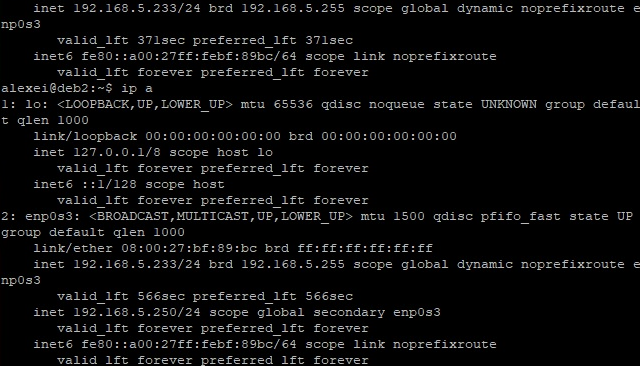 inet 192.168.5.233/24 brd 192.168.5.255 scope global dynamic noprefixroute e
np0s3
valid_lft 371sec preferred_lft 371sec
inet6 fe80::a00:27ff:febf:89bc/64 scope link noprefixroute
valid_lft forever preferred_lft forever
alexei@deb2:~$ ip a
1: lo: <LOOPBACK,UP,LOWER_UP> mtu 65536 qdisc noqueue state UNKNOWN group defaul
t qlen 1000
link/loopback 00:00:00:00:00:00 brd 00:00:00:00:00:00
inet 127.0.0.1/8 scope host lo
valid_lft forever preferred_lft forever
inet6 ::1/128 scope host
valid_lft forever preferred_lft forever
2: enp0s3: <BROADCAST,MULTICAST,UP,LOWER_UP> mtu 1500 qdisc pfifo_fast state UP
group default qlen 1000
link/ether 08:00:27:bf:89:bc brd ff:ff:ff:ff:ff:ff
inet 192.168.5.233/24 brd 192.168.5.255 scope global dynamic noprefixroute e
np0s3
valid_lft 566sec preferred_lft 566sec
inet 192.168.5.250/24 scope global secondary enp0s3
valid_lft forever preferred_lft forever
inet6 fe80::a00:27ff:febf:89bc/64 scope link noprefixroute
valid_lft forever preferred_lft forever